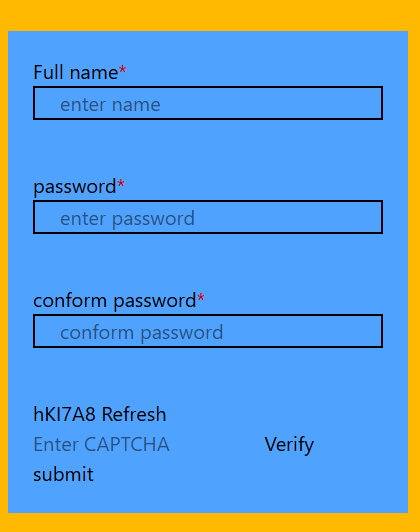 Full name*
enter name
password*
enter password
conform password*
conform password
hKI7A8 Refresh
Enter CAPTCHA Verify
submit